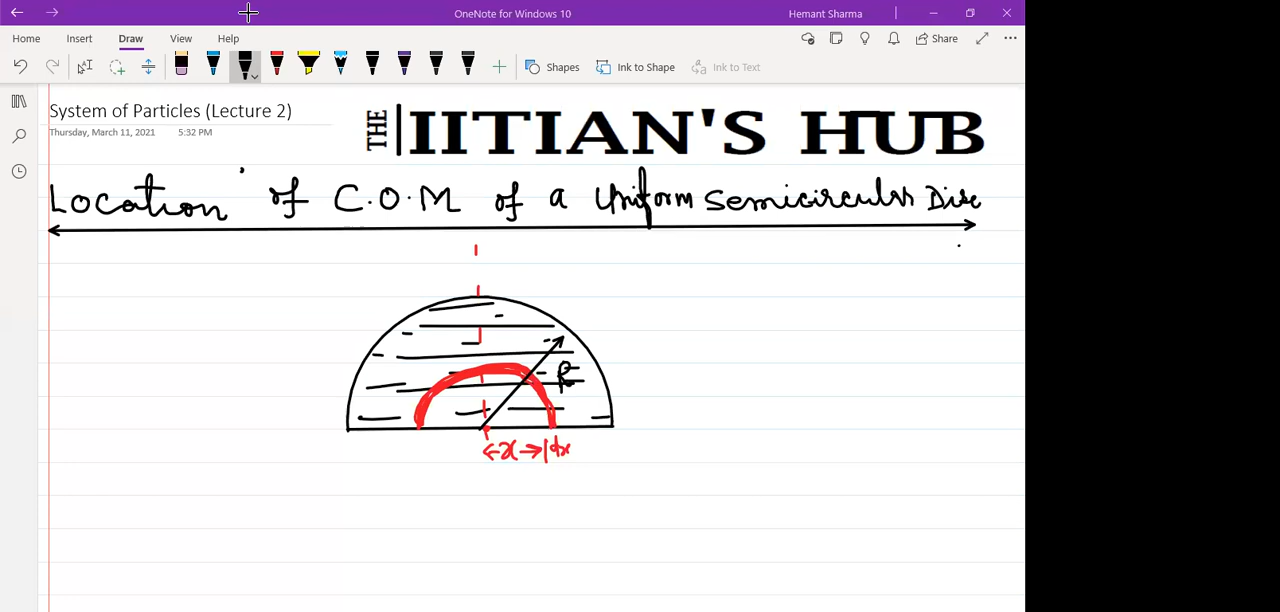 OneNote for Windows 10
Hemant Sharma
Home Insert Draw View Help
Share
Shapes Ink to Shape Ink to Text
System of Particles (Lecture 2)
Thursday, March 11, 2021 5:32 PM
THE IITIAN'S HUB
Location of C.O.M of a Uniform Semicircular Disc
R
x dx